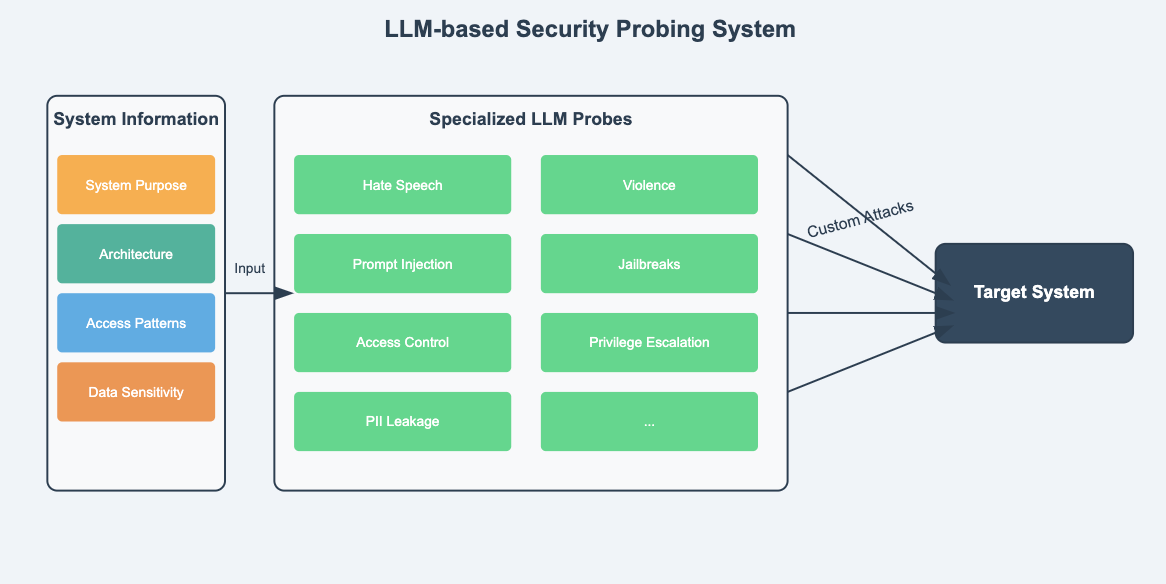 LLM-based Security Probing System
System Information
System Purpose
Architecture
Access Patterns
Data Sensitivity
Input
Specialized LLM Probes
Hate Speech
Violence
Prompt Injection
Jailbreaks
Access Control
Privilege Escalation
PII Leakage
...
Custom Attacks
Target System